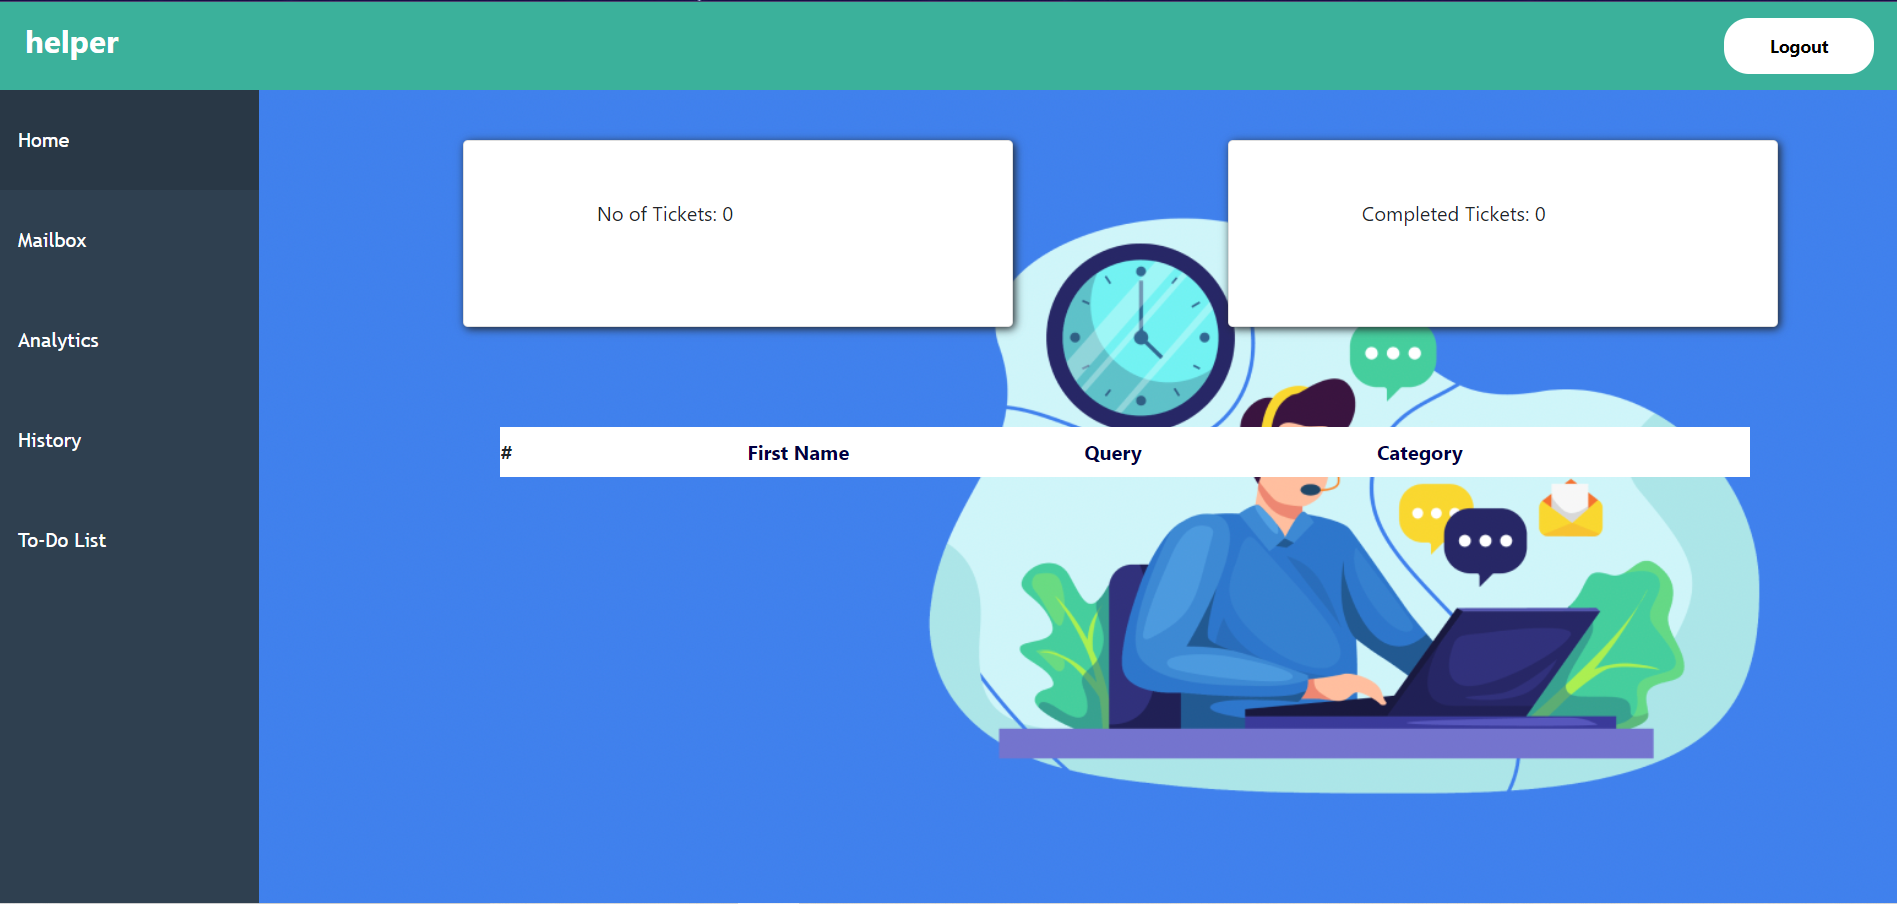 helper
Logout
Home
Mailbox
Analytics
History
To-Do List
No of Tickets: 0
Completed Tickets: 0
# First Name Query Category